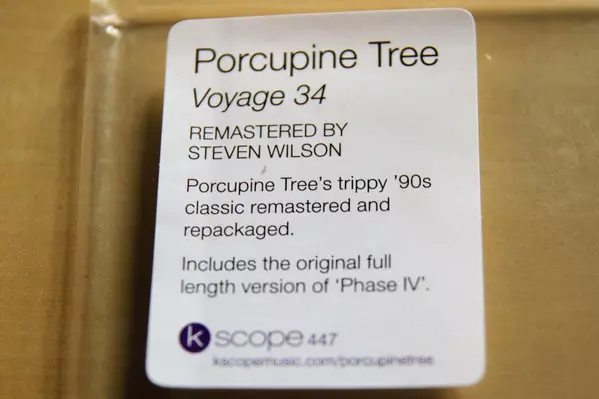 Porcupine Tree
Voyage 34
REMASTERED BY
STEVEN WILSON
Porcupine Tree's trippy '90s
classic remastered and
repackaged.
Includes the original full
length version of 'Phase IV'.
k scope 447
kscopemusic.com/porcupinetree